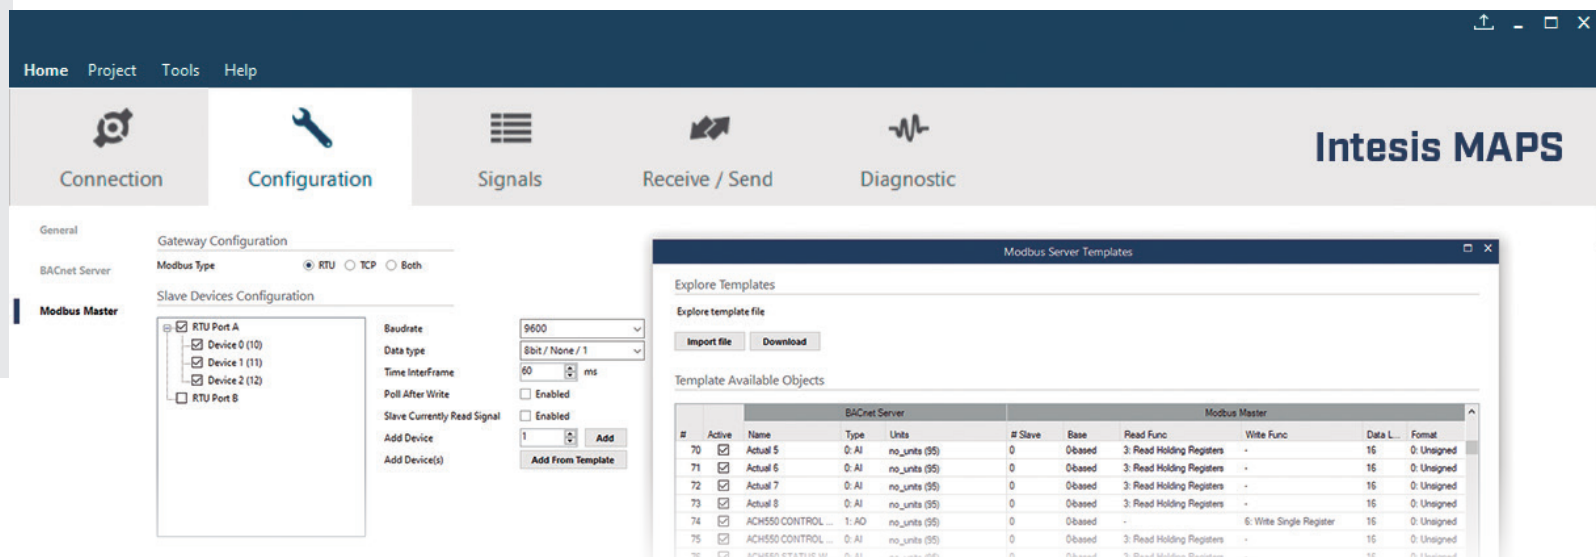 Home Project Tools Help
Connection Configuration Signals Receive / Send Diagnostic
Intesis MAPS
General
BACnet Server
Modbus Master
Gateway Configuration
Modbus Type RTU TCP Both
Slave Devices Configuration
RTU Port A
Device 0 (10)
Device 1 (11)
Device 2 (12)
RTU Port B
Baudrate 9600
Data type 8bit / None / 1
Time InterFrame 60 ms
Poll After Write Enabled
Slave Currently Read Signal Enabled
Add Device 1 Add
Add Device(s) Add From Template
Modbus Server Templates
Explore Templates
Explore template file
Import file Download
Template Available Objects
BACnet Server Modbus Master
# Active Name Type Units # Slave Base Read Func Write Func Data L... Format
70 Actual 5 0: AI no_units (95) 0 0-based 3: Read Holding Registers - 16 0: Unsigned
71 Actual 6 0: AI no_units (95) 0 0-based 3: Read Holding Registers - 16 0: Unsigned
72 Actual 7 0: AI no_units (95) 0 0-based 3: Read Holding Registers - 16 0: Unsigned
73 Actual 8 0: AI no_units (95) 0 0-based 3: Read Holding Registers - 16 0: Unsigned
74 ACH550 CONTROL ... 1: AO no_units (95) 0 0-based - 6: Write Single Register 16 0: Unsigned
75 ACH550 CONTROL ... 0: AI no_units (95) 0 0-based 3: Read Holding Registers - 16 0: Unsigned